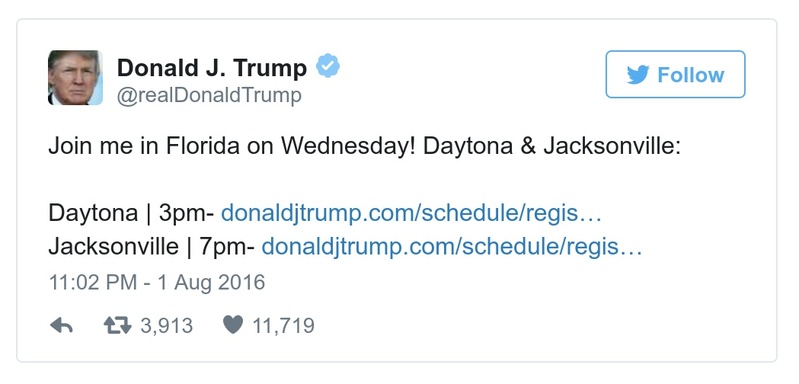 Donald J. Trump
@realDonaldTrump
Follow
Join me in Florida on Wednesday! Daytona & Jacksonville:
Daytona | 3pm- donaldjtrump.com/schedule/regis…
Jacksonville | 7pm- donaldjtrump.com/schedule/regis…
11:02 PM - 1 Aug 2016
3,913 11,719